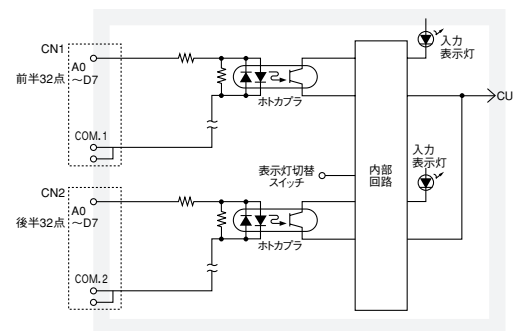 CN1
A0
前半32点
～D7
COM.1
ホトカプラ
入力
表示灯
CU
表示灯切替
スイッチ
内部
回路
入力
表示灯
CN2
A0
後半32点
～D7
COM.2
ホトカプラ